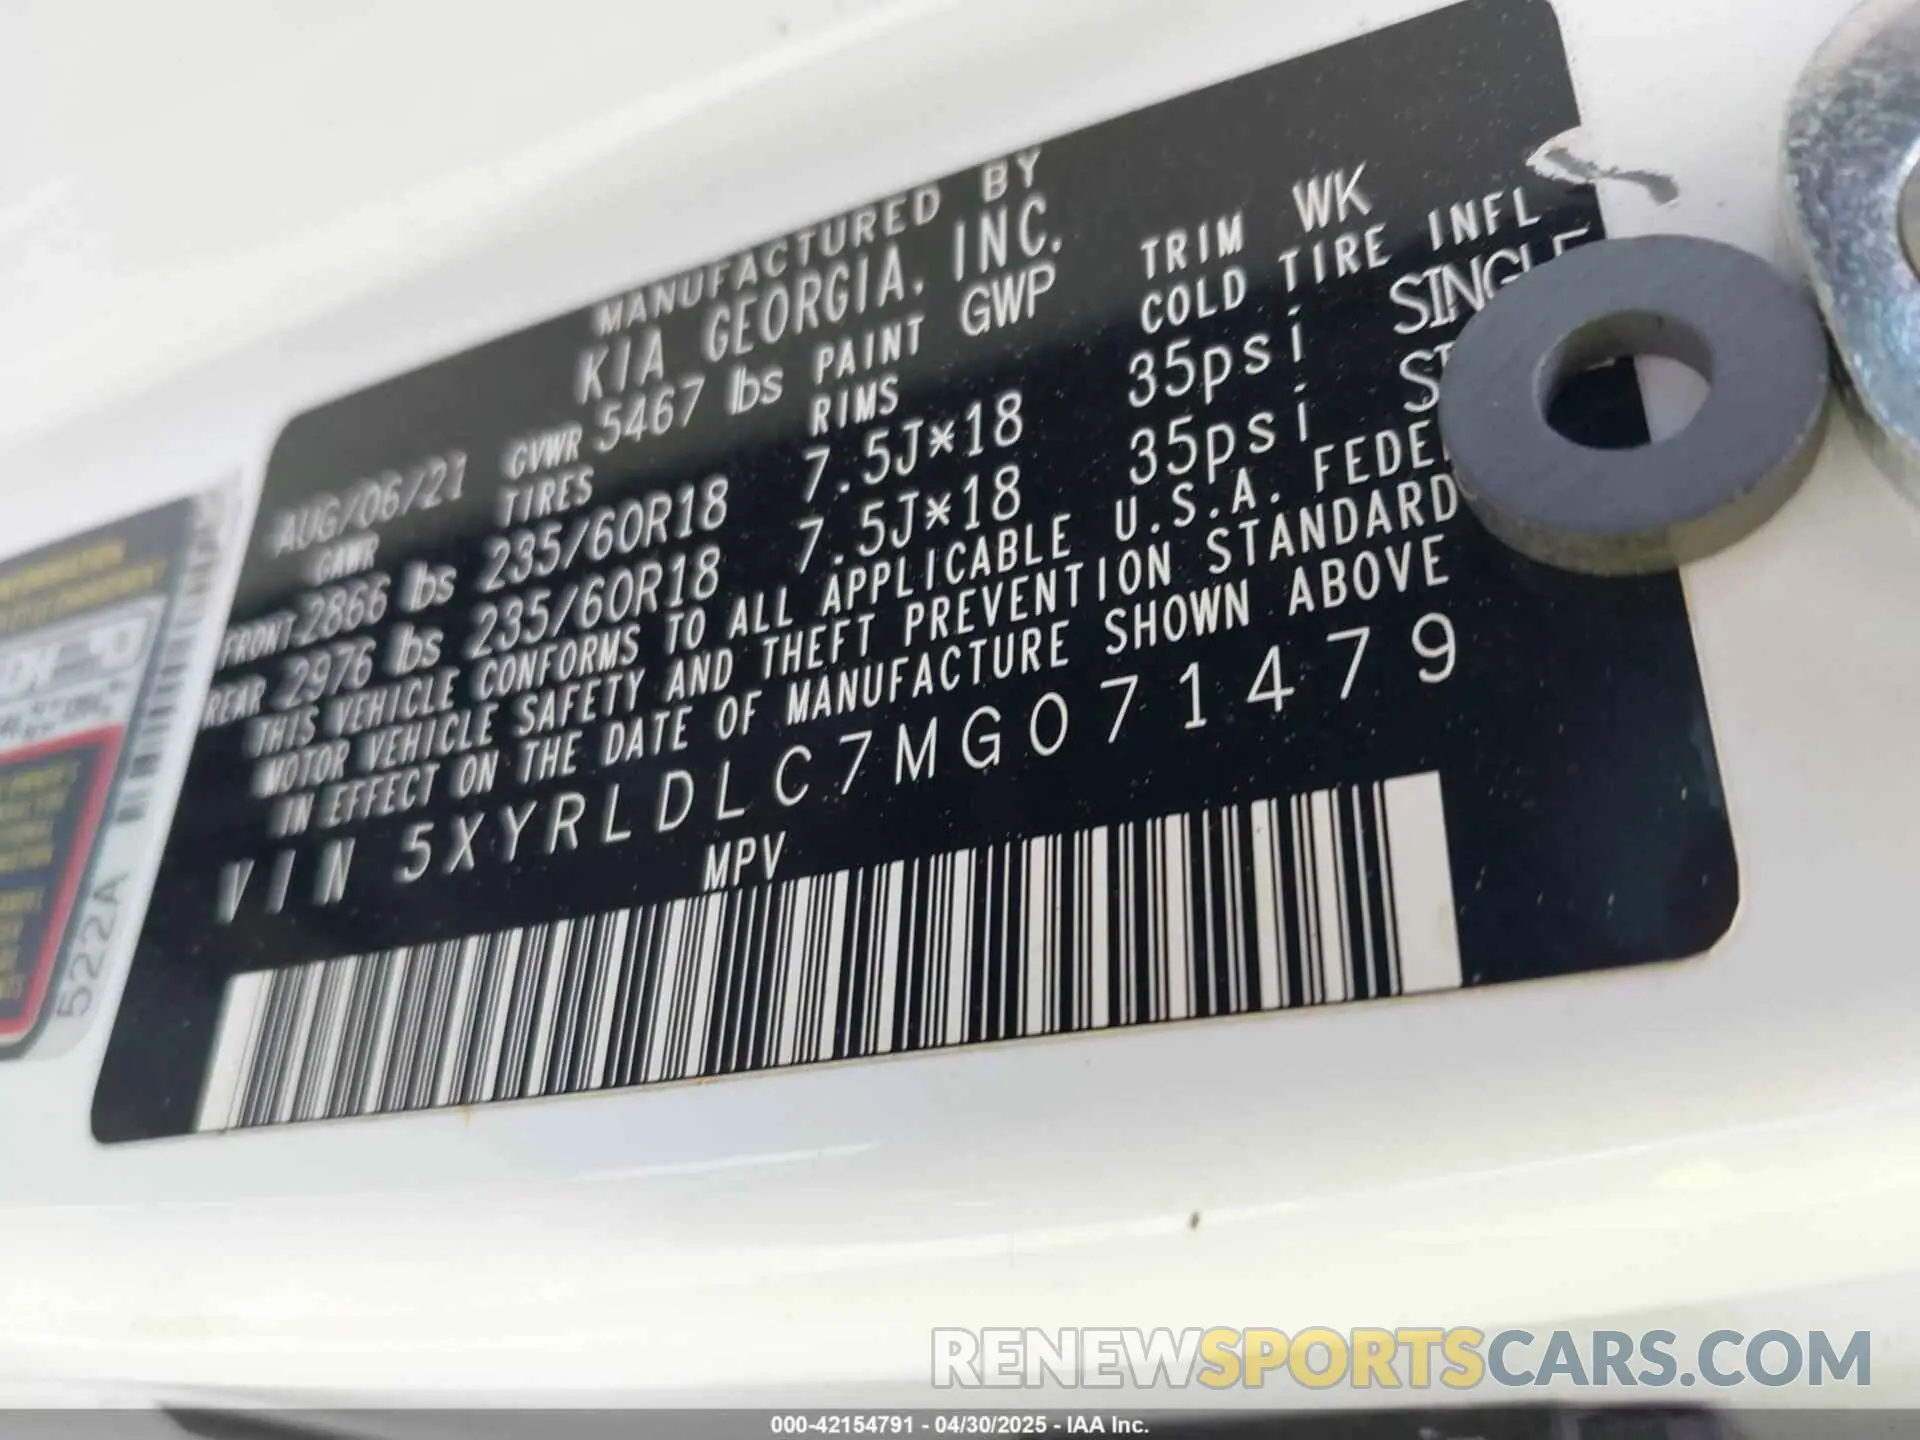 MANUFACTURED BY
KIA GEORGIA, INC.
AUG/06/21 GVWR 5467 lbs PAINT GWP TRIM WK
GAWR TIRES RIMS COLD TIRE INFL
FRONT 2866 lbs 235/60R18 7.5J×18 35psi SINGLE
REAR 2976 lbs 235/60R18 7.5J×18 35psi
THIS VEHICLE CONFORMS TO ALL APPLICABLE U.S.A.
MOTOR VEHICLE SAFETY AND THEFT PREVENTION STANDARD
IN EFFECT ON THE DATE OF MANUFACTURE SHOWN ABOVE
VIN 5XYRLDLC7MG071479
MPV
522A
RENEWSPORTSCARS.COM
000-42154791 - 04/30/2025 - IAA Inc.